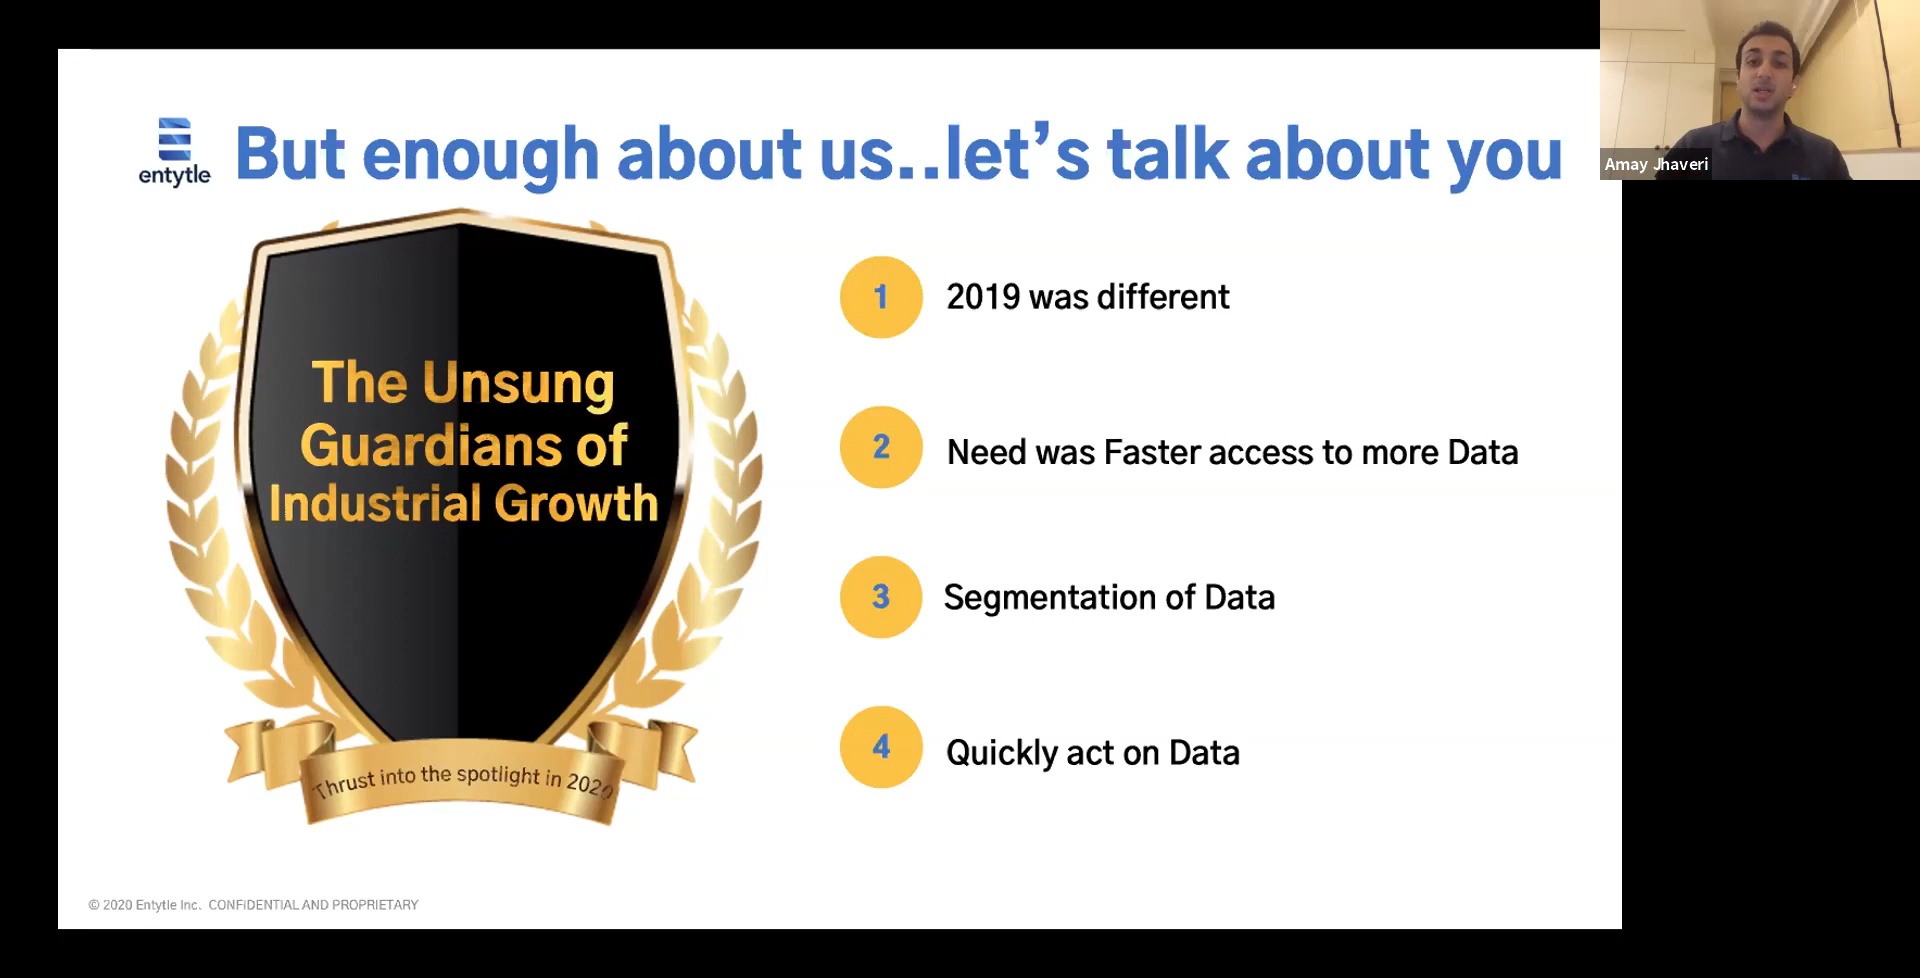 entytle
But enough about us..let's talk about you
Amay Jhaveri
The Unsung
Guardians of
Industrial Growth
Thrust into the spotlight in 2020
1
2019 was different
2
Need was Faster access to more Data
3
Segmentation of Data
4
Quickly act on Data
© 2020 Entytle Inc. CONFIDENTIAL AND PROPRIETARY